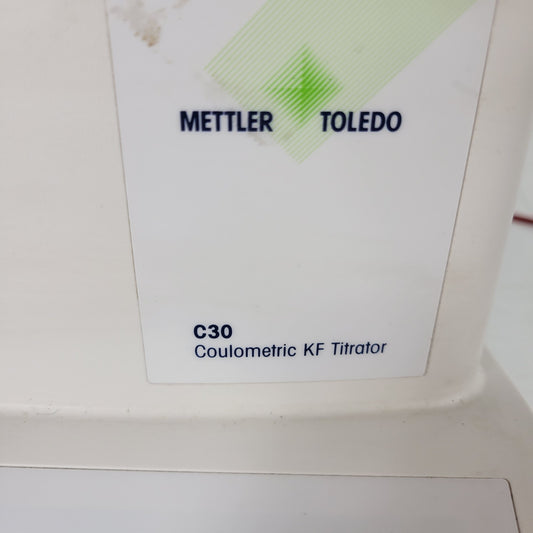 METTLER TOLEDO
C30
Coulometric KF Titrator